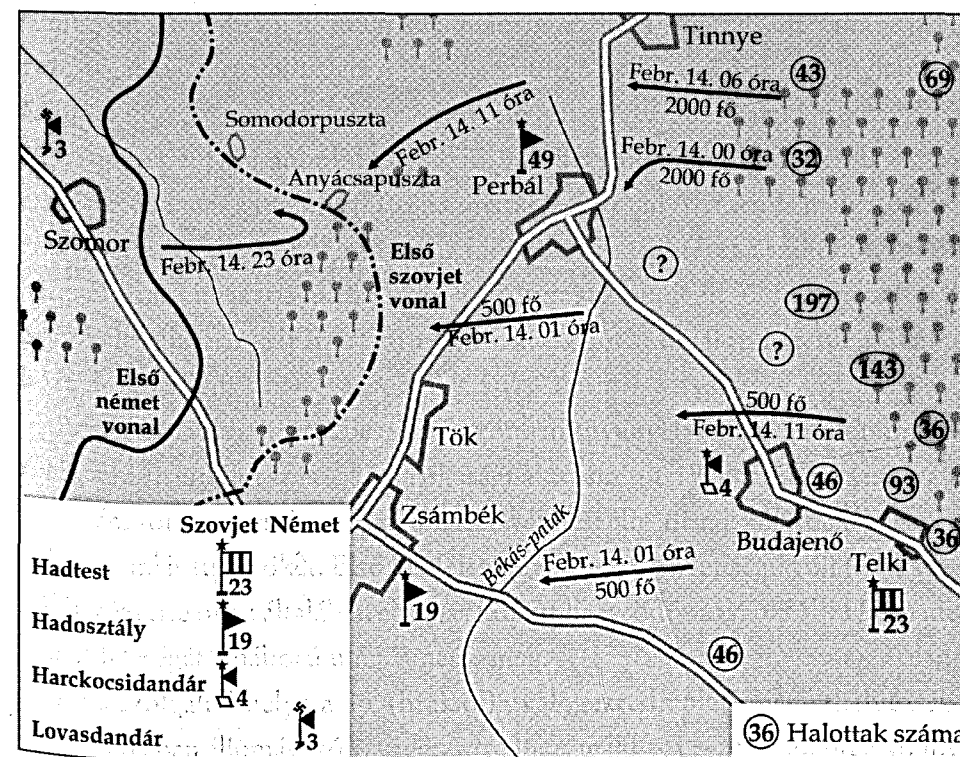 Tinnye
Febr. 14. 06 óra
2000 fő
43
69
Somodorpuszta
Febr. 14. 11 óra
3
49
Febr. 14. 00 óra
2000 fő
32
Anyácsapuszta
Perbál
Szomor
Febr. 14. 23 óra
Első
szovjet
vonal
?
500 fő
Febr. 14. 01 óra
197
?
143
Első
német
vonal
500 fő
Febr. 14. 11 óra
36
Tök
4
46
93
Zsámbék
Békás-patak
Budajenő
36
Telki
Febr. 14. 01 óra
500 fő
19
23
46
Szovjet Német
Hadtest
23
Hadosztály
19
Harckocsidandár
4
Lovasdandár
3
36 Halottak száma